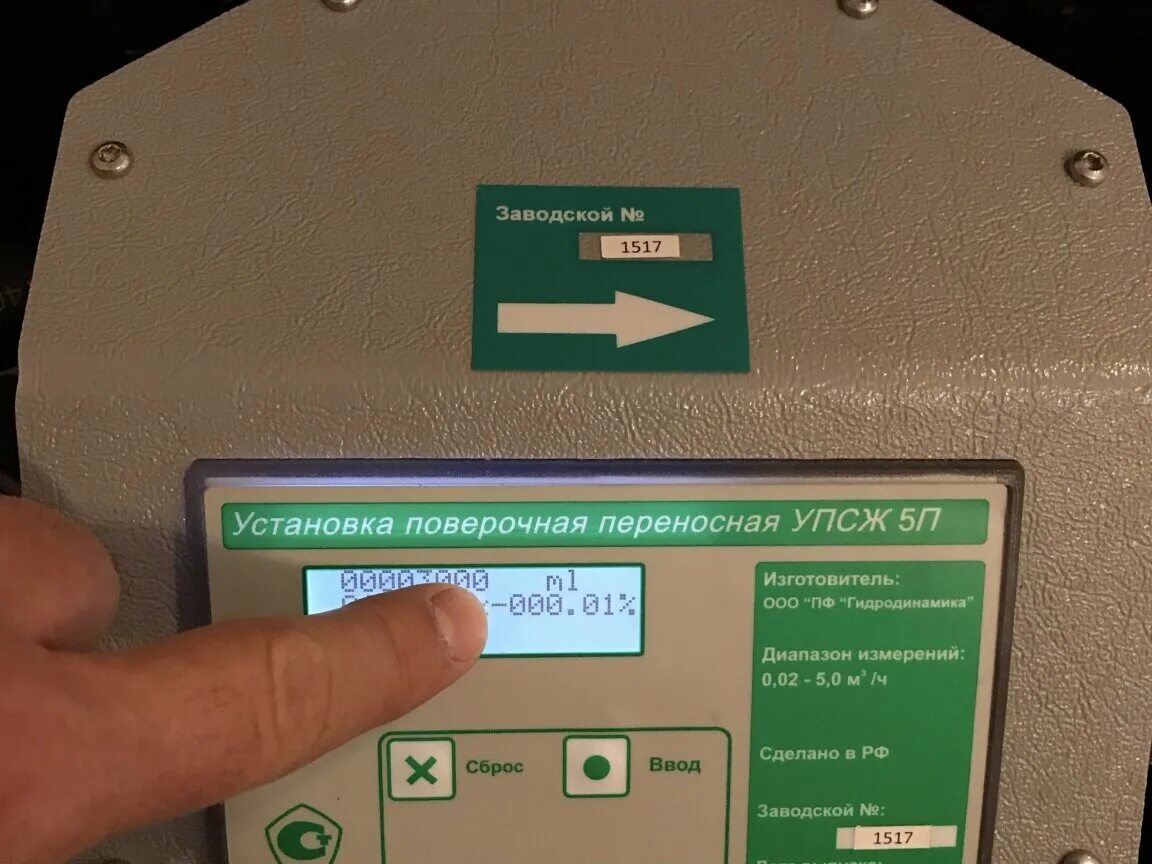 Заводской №
1517
Установка поверочная переносная УПСЖ 5П
00003000 ml
-000.01%
Изготовитель:
ООО "ПФ "Гидродинамика"
Диапазон измерений:
0,02 - 5,0 м³/ч
Сделано в РФ
Сброс
Ввод
Заводской №:
1517